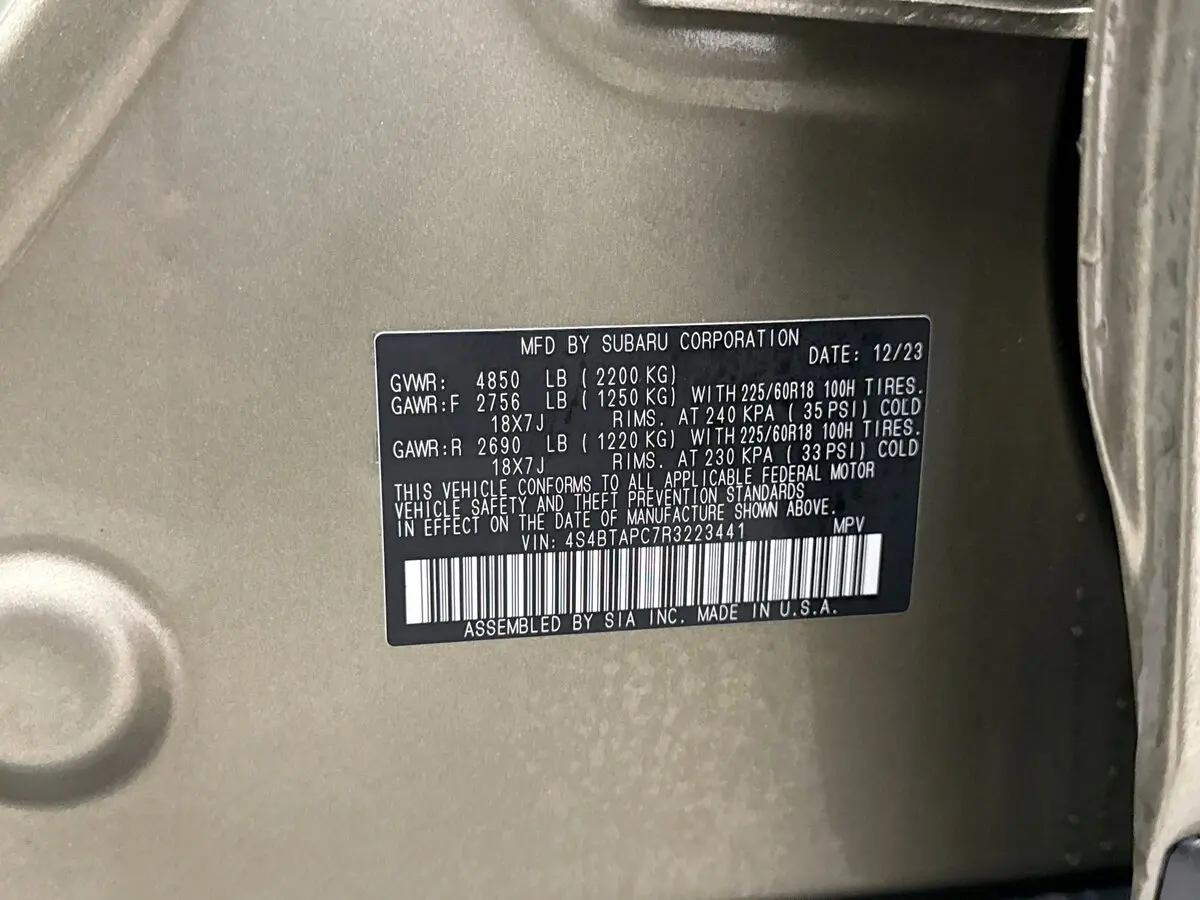 MFD BY SUBARU CORPORATION
DATE: 12/23
GVWR: 4850 LB ( 2200 KG)
GAWR:F 2756 LB ( 1250 KG) WITH 225/60R18 100H TIRES.
18X7J RIMS. AT 240 KPA ( 35 PSI) COLD
GAWR:R 2690 LB ( 1220 KG) WITH 225/60R18 100H TIRES.
18X7J RIMS. AT 230 KPA ( 33 PSI) COLD
THIS VEHICLE CONFORMS TO ALL APPLICABLE FEDERAL MOTOR
VEHICLE SAFETY AND THEFT PREVENTION STANDARDS
IN EFFECT ON THE DATE OF MANUFACTURE SHOWN ABOVE.
VIN: 4S4BTAPC7R3223441 MPV
ASSEMBLED BY SIA INC. MADE IN U.S.A.